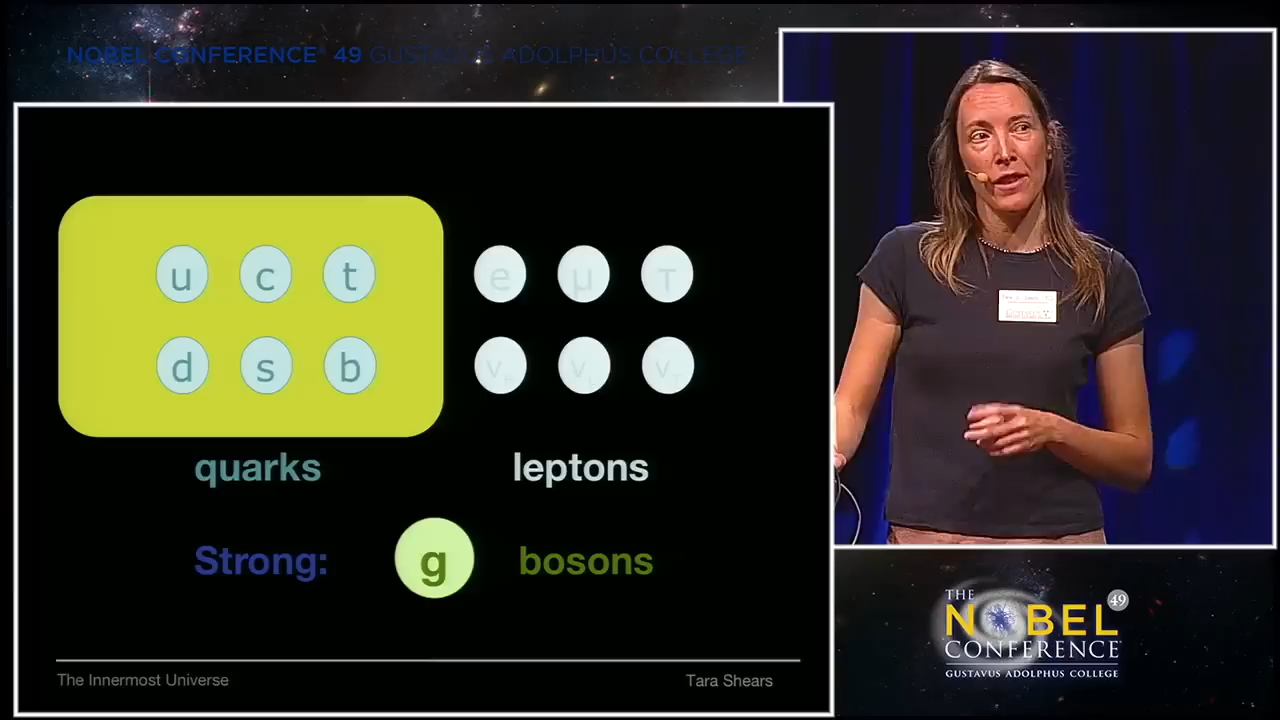 NOBEL CONFERENCE® 49 GUSTAVUS ADOLPHUS COLLEGE
u c t e μ τ
d s b
quarks leptons
Strong: g bosons
The Innermost Universe Tara Shears
THE
NOBEL 49
CONFERENCE
GUSTAVUS ADOLPHUS COLLEGE